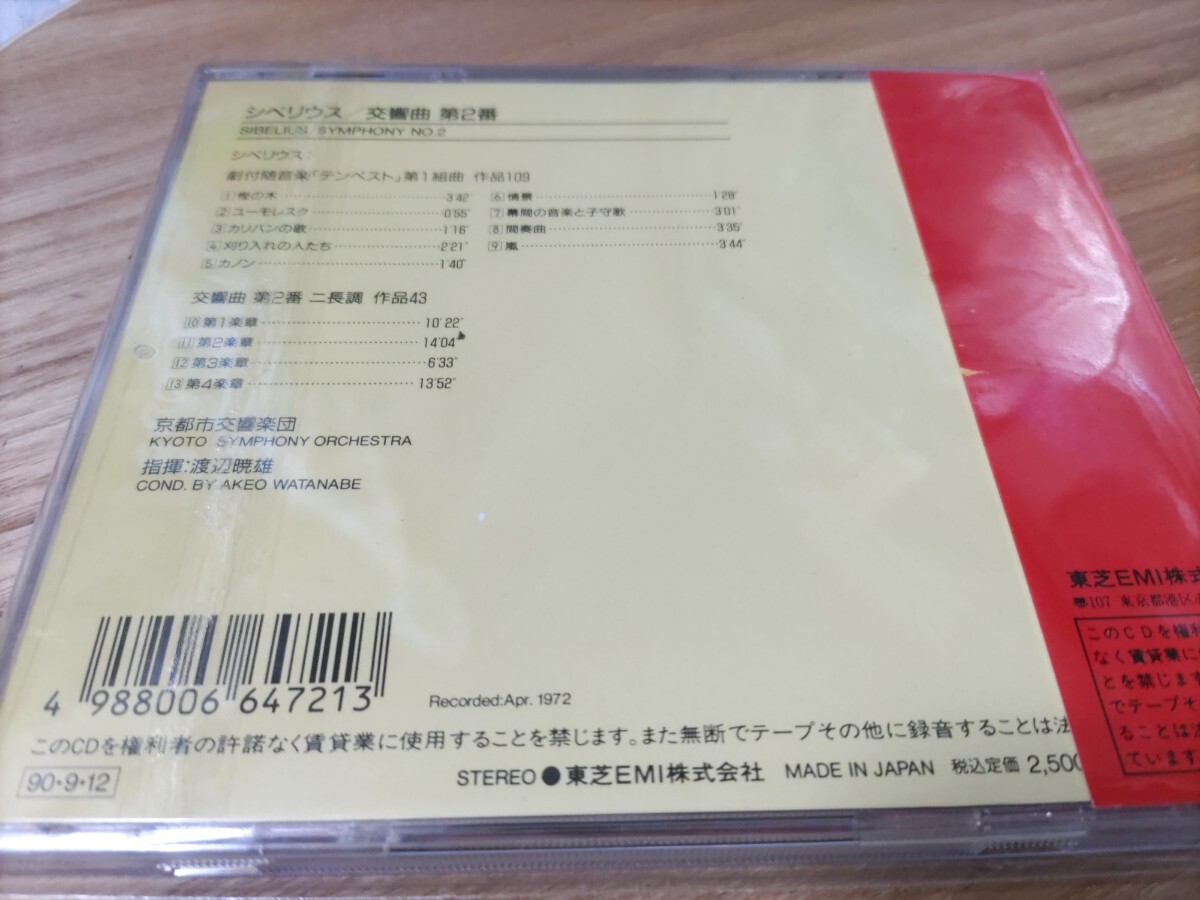 シベリウス／交響曲 第2番
SIBELIUS/SYMPHONY NO.2
シベリウス:
劇付随音楽「テンペスト」第1組曲 作品109
1 樫の木 3'42"
2 ユーモレスク 0'55"
3 カリバンの歌 1'16"
4 刈り入れの人たち 2'21"
5 カノン 1'40"
6 情景 1'28"
7 幕間の音楽と子守歌 3'01"
8 間奏曲 3'35"
9 嵐 3'44"
交響曲 第2番 ニ長調 作品43
10 第1楽章 10'22"
11 第2楽章 14'04"
12 第3楽章 6'33"
13 第4楽章 13'52"
京都市交響楽団
KYOTO SYMPHONY ORCHESTRA
指揮:渡辺暁雄
COND. BY AKEO WATANABE
4 988006 647213
Recorded:Apr. 1972
このCDを権利者の許諾なく賃貸業に使用することを禁じます。また無断でテープその他に録音することは法
90・9・12
STEREO ● 東芝EMI株式会社 MADE IN JAPAN 税込定価 2,500
東芝EMI株式
〒107 東京都港区
このCDを権利
なく賃貸業に
とを禁じます
でテープそ
ることは
ています